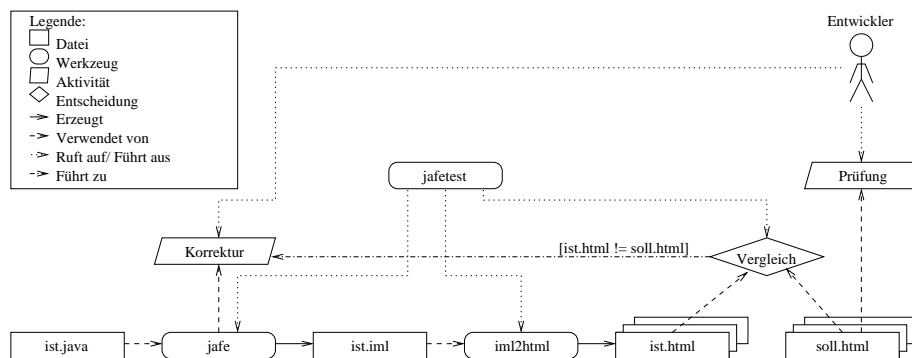 Legende:
Datei
Werkzeug
Aktivität
Entscheidung
Erzeugt
Verwendet von
Ruft auf/ Führt aus
Führt zu
Entwickler
jafetest
Prüfung
Korrektur
[ist.html != soll.html]
Vergleich
ist.java
jafe
ist.iml
iml2html
ist.html
soll.html